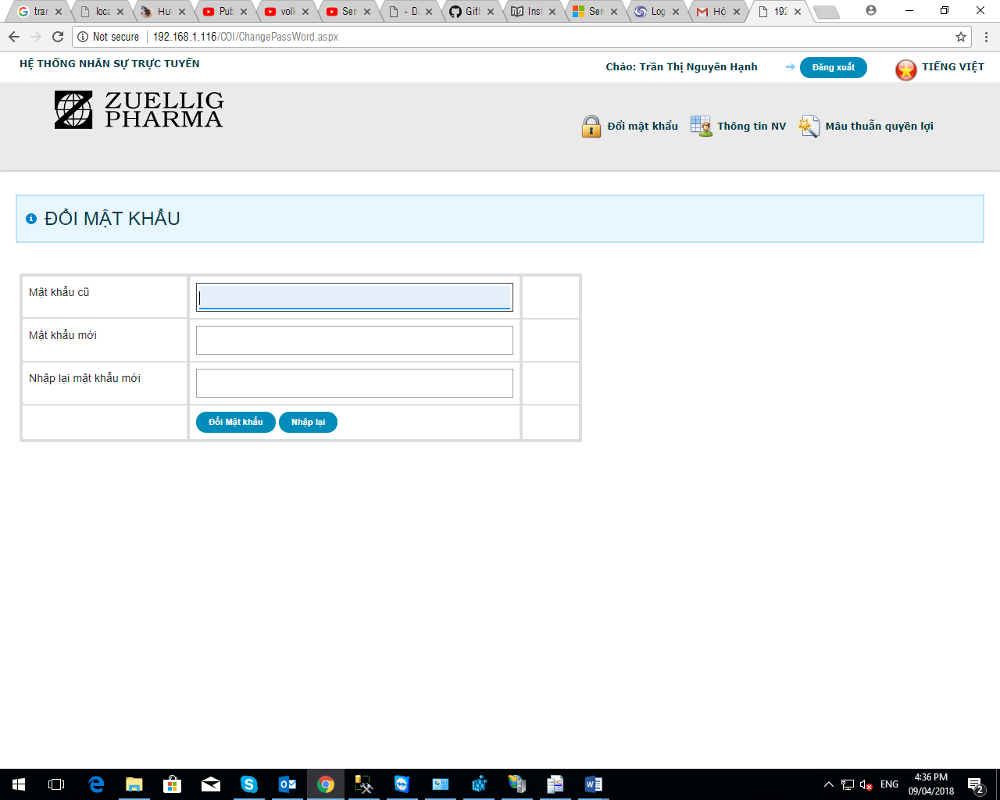 trar
loca
Hư
Pub
voll
Ser
- D
Gitl
Inst
Ser
Log
Hộ
192
Not secure 192.168.1.116/COI/ChangePassWord.aspx
HỆ THỐNG NHÂN SỰ TRỰC TUYẾN
Chào: Trần Thị Nguyên Hạnh
Đăng xuất
TIẾNG VIỆT
ZUELLIG
PHARMA
Đổi mật khẩu
Thông tin NV
Mâu thuẫn quyền lợi
ĐỔI MẬT KHẨU
Mật khẩu cũ
Mật khẩu mới
Nhập lại mật khẩu mới
Đổi Mật khẩu
Nhập lại
ENG
4:36 PM
09/04/2018
2